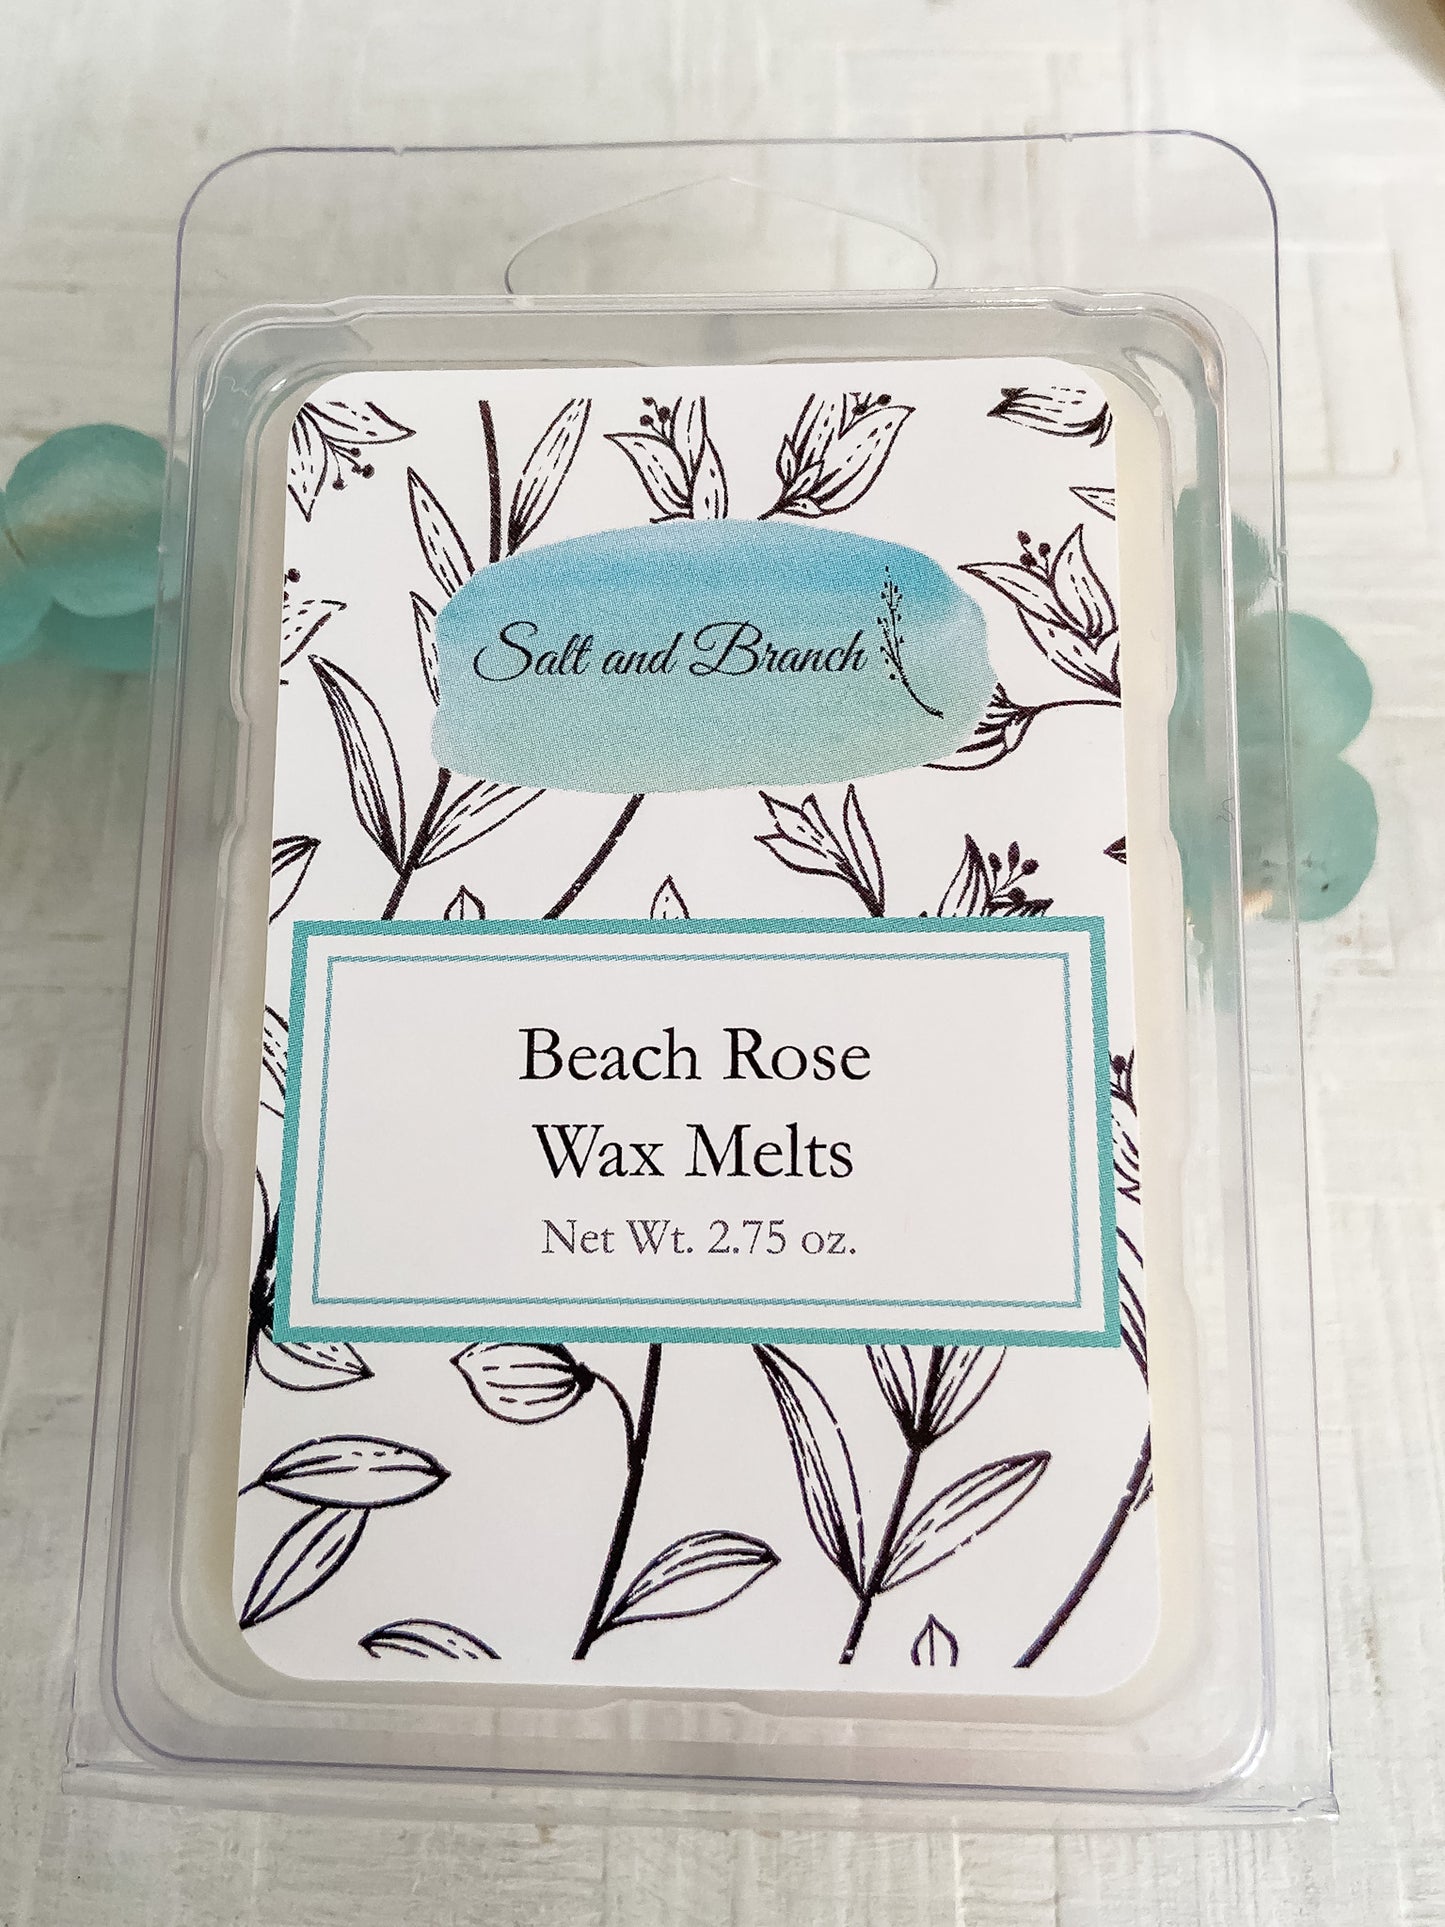 Salt and Branch
Beach Rose
Wax Melts
Net Wt. 2.75 oz.